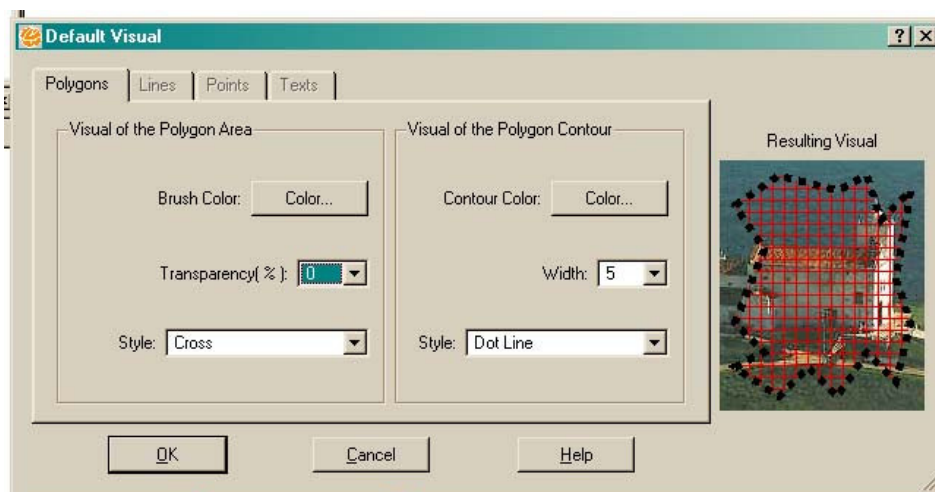 Default Visual
Polygons Lines Points Texts
Visual of the Polygon Area
Brush Color: Color...
Transparency( % ): 0
Style: Cross
Visual of the Polygon Contour
Contour Color: Color...
Width: 5
Style: Dot Line
Resulting Visual
OK Cancel Help